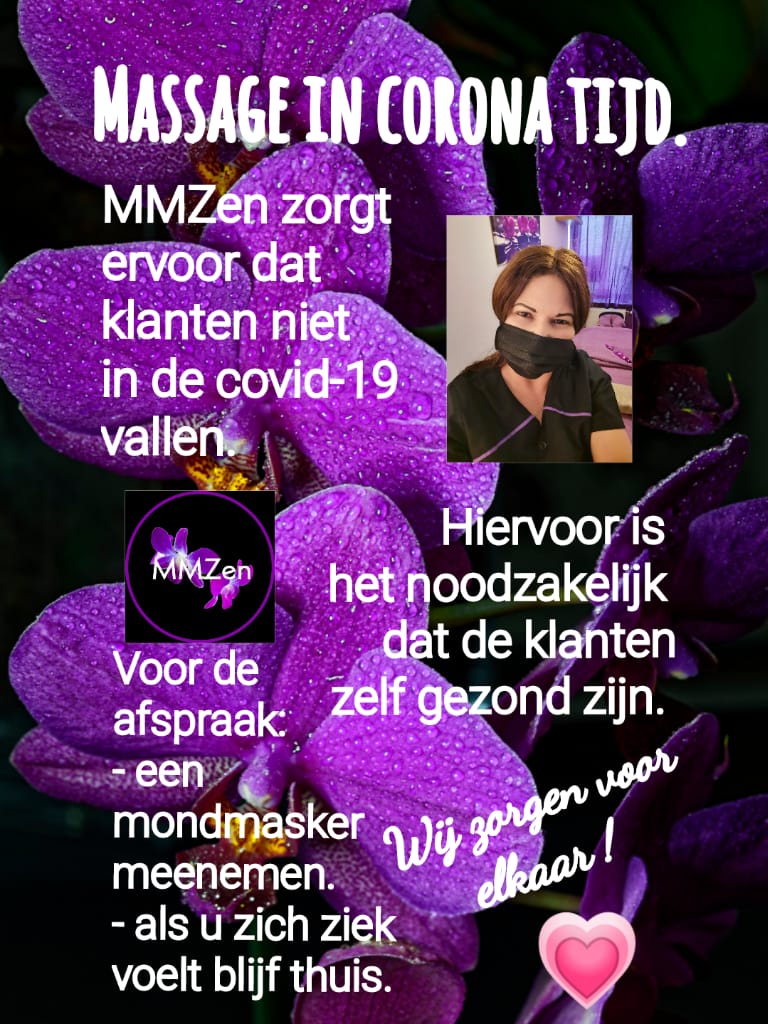 MASSAGE IN CORONA TIJD.
MMZen zorgt
ervoor dat
klanten niet
in de covid-19
vallen.
MMZen
Hiervoor is
het noodzakelijk
dat de klanten
zelf gezond zijn.
Voor de
afspraak:
- een
mondmasker
meenemen.
- als u zich ziek
voelt blijf thuis.
Wij zorgen voor
elkaar !